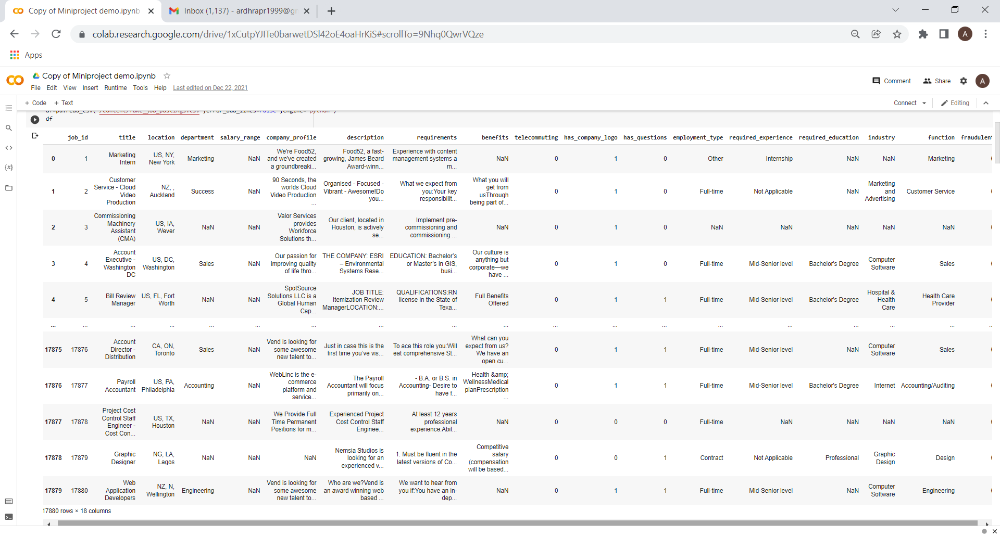 Copy of Miniproject demo.ipynb
Inbox (1,137) - ardhrapr1999@gm
colab.research.google.com/drive/1xCutpYJITe0barwetDSl42oE4oaHrKiS#scrollTo=9Nhq0QwrVQze
A
Apps
Copy of Miniproject demo.ipynb
File Edit View Insert Runtime Tools Help Last edited on Dec 22, 2021
Comment Share A
+ Code + Text
Connect Editing
df=pd.read_csv('/content/fake_job_postings.csv',error_bad_lines=False,engine='python')
df
job_id title location department salary_range company_profile description requirements benefits telecommuting has_company_logo has_questions employment_type required_experience required_education industry function fraudulent
0 1 Marketing Intern US, NY, New York Marketing NaN We're Food52, and we've created a groundbreaki... Food52, a fast-growing, James Beard Award-winn... Experience with content management systems a m... NaN 0 1 0 Other Internship NaN NaN Marketing
1 2 Customer Service - Cloud Video Production NZ, , Auckland Success NaN 90 Seconds, the worlds Cloud Video Production ... Organised - Focused - Vibrant - Awesome!Do you... What we expect from you:Your key responsibilit... What you will get from usThrough being part of... 0 1 0 Full-time Not Applicable NaN Marketing and Advertising Customer Service
2 3 Commissioning Machinery Assistant (CMA) US, IA, Wever NaN NaN Valor Services provides Workforce Solutions th... Our client, located in Houston, is actively se... Implement pre-commissioning and commissioning ... NaN 0 1 0 NaN NaN NaN NaN NaN
3 4 Account Executive - Washington DC US, DC, Washington Sales NaN Our passion for improving quality of life thro... THE COMPANY: ESRI – Environmental Systems Rese... EDUCATION: Bachelor's or Master's in GIS, busi... Our culture is anything but corporate—we have ... 0 1 0 Full-time Mid-Senior level Bachelor's Degree Computer Software Sales
4 5 Bill Review Manager US, FL, Fort Worth NaN NaN SpotSource Solutions LLC is a Global Human Cap... JOB TITLE: Itemization Review ManagerLOCATION:... QUALIFICATIONS:RN license in the State of Texa... Full Benefits Offered 0 1 1 Full-time Mid-Senior level Bachelor's Degree Hospital & Health Care Health Care Provider
... ... ... ... ... ... ... ... ... ... ... ... ... ... ... ... ... ... ...
17875 17876 Account Director - Distribution CA, ON, Toronto Sales NaN Vend is looking for some awesome new talent to... Just in case this is the first time you've vis... To ace this role you:Will eat comprehensive St... What can you expect from us?We have an open cu... 0 1 1 Full-time Mid-Senior level NaN Computer Software Sales
17876 17877 Payroll Accountant US, PA, Philadelphia Accounting NaN WebLinc is the e-commerce platform and service... The Payroll Accountant will focus primarily on... - B.A. or B.S. in Accounting- Desire to have f... Health &amp; WellnessMedical planPrescription ... 0 1 1 Full-time Mid-Senior level Bachelor's Degree Internet Accounting/Auditing
17877 17878 Project Cost Control Staff Engineer - Cost Con... US, TX, Houston NaN NaN We Provide Full Time Permanent Positions for m... Experienced Project Cost Control Staff Enginee... At least 12 years professional experience.Abil... NaN 0 0 0 Full-time NaN NaN NaN NaN
17878 17879 Graphic Designer NG, LA, Lagos NaN NaN NaN Nemsia Studios is looking for an experienced v... 1. Must be fluent in the latest versions of Co... Competitive salary (compensation will be based... 0 0 1 Contract Not Applicable Professional Graphic Design Design
17879 17880 Web Application Developers NZ, N, Wellington Engineering NaN Vend is looking for some awesome new talent to... Who are we?Vend is an award winning web based ... We want to hear from you if:You have an in-dep... NaN 0 1 1 Full-time Mid-Senior level NaN Computer Software Engineering
17880 rows × 18 columns